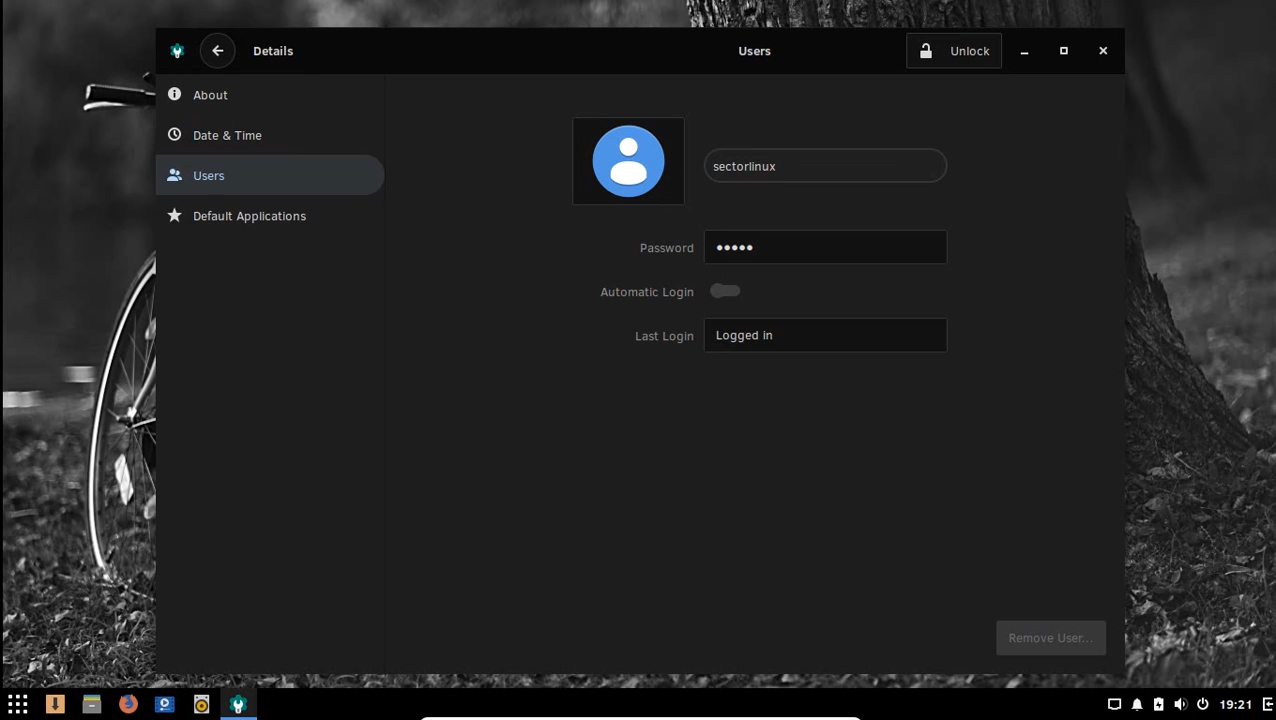 Details
Users
Unlock
About
Date & Time
Users
Default Applications
sectorlinux
Password
●●●●●
Automatic Login
Last Login
Logged in
Remove User...
19:21